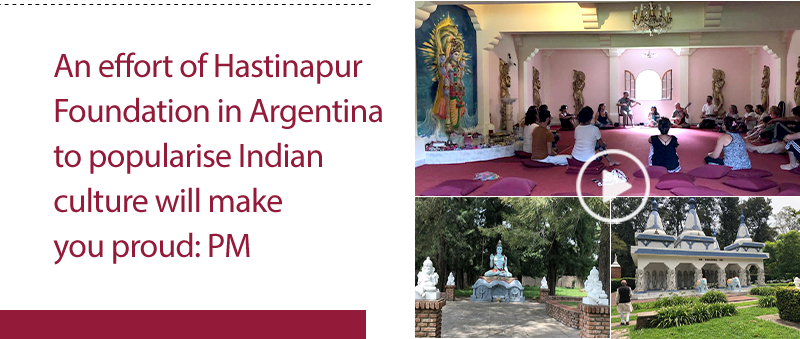 An effort of Hastinapur
Foundation in Argentina
to popularise Indian
culture will make
you proud: PM